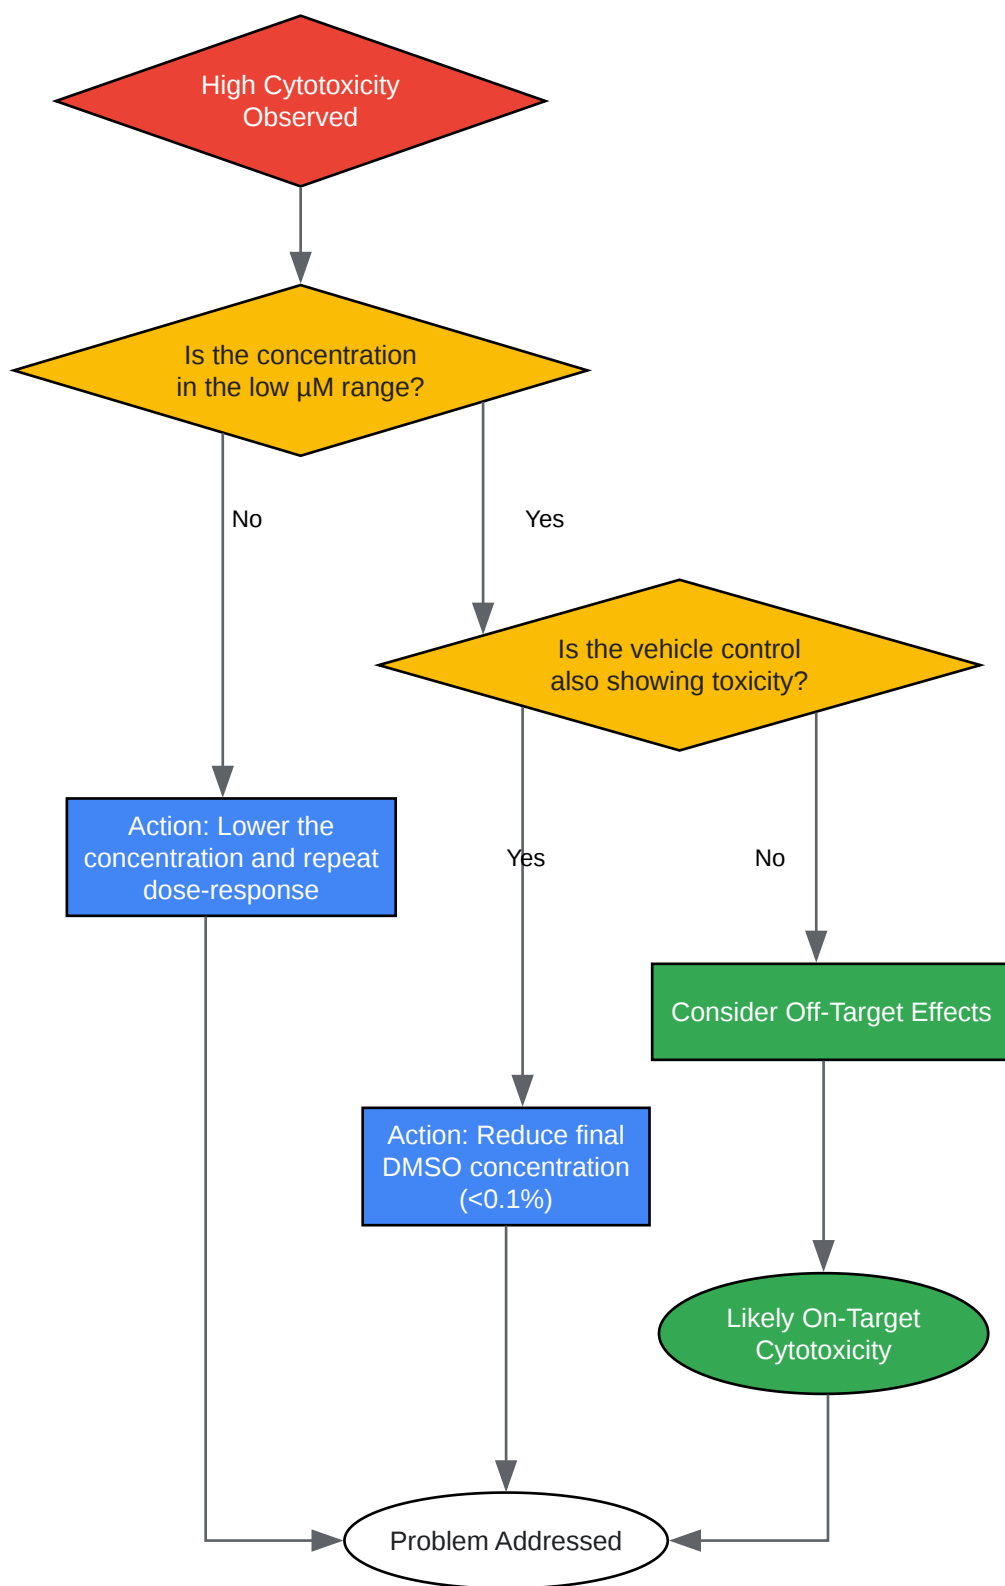 High Cytotoxicity
Observed
Is the concentration
in the low µM range?
No
Yes
Is the vehicle control
also showing toxicity?
Action: Lower the
concentration and repeat
dose-response
Yes
No
Consider Off-Target Effects
Action: Reduce final
DMSO concentration
(<0.1%)
Likely On-Target
Cytotoxicity
Problem Addressed